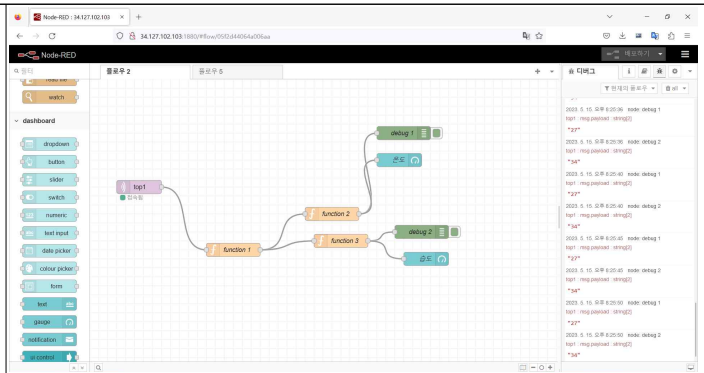 Node-RED : 34.127.102.103
34.127.102.103:1880/#flow/05f2d44064a006aa
Node-RED
배포하기
필터
플로우 2
플로우 5
디버그
현재의 플로우
all
read file
watch
dashboard
dropdown
button
slider
switch
numeric
text input
date picker
colour picker
form
text
abc
gauge
notification
ui control
top1
접속됨
function 1
function 2
function 3
debug 1
온도
debug 2
습도
"27"
2023. 5. 15. 오후 8:25:36 node: debug 1
top1 : msg.payload : string[2]
"27"
2023. 5. 15. 오후 8:25:36 node: debug 2
top1 : msg.payload : string[2]
"34"
2023. 5. 15. 오후 8:25:40 node: debug 1
top1 : msg.payload : string[2]
"27"
2023. 5. 15. 오후 8:25:40 node: debug 2
top1 : msg.payload : string[2]
"34"
2023. 5. 15. 오후 8:25:45 node: debug 1
top1 : msg.payload : string[2]
"27"
2023. 5. 15. 오후 8:25:45 node: debug 2
top1 : msg.payload : string[2]
"34"
2023. 5. 15. 오후 8:25:50 node: debug 1
top1 : msg.payload : string[2]
"27"
2023. 5. 15. 오후 8:25:50 node: debug 2
top1 : msg.payload : string[2]
"34"